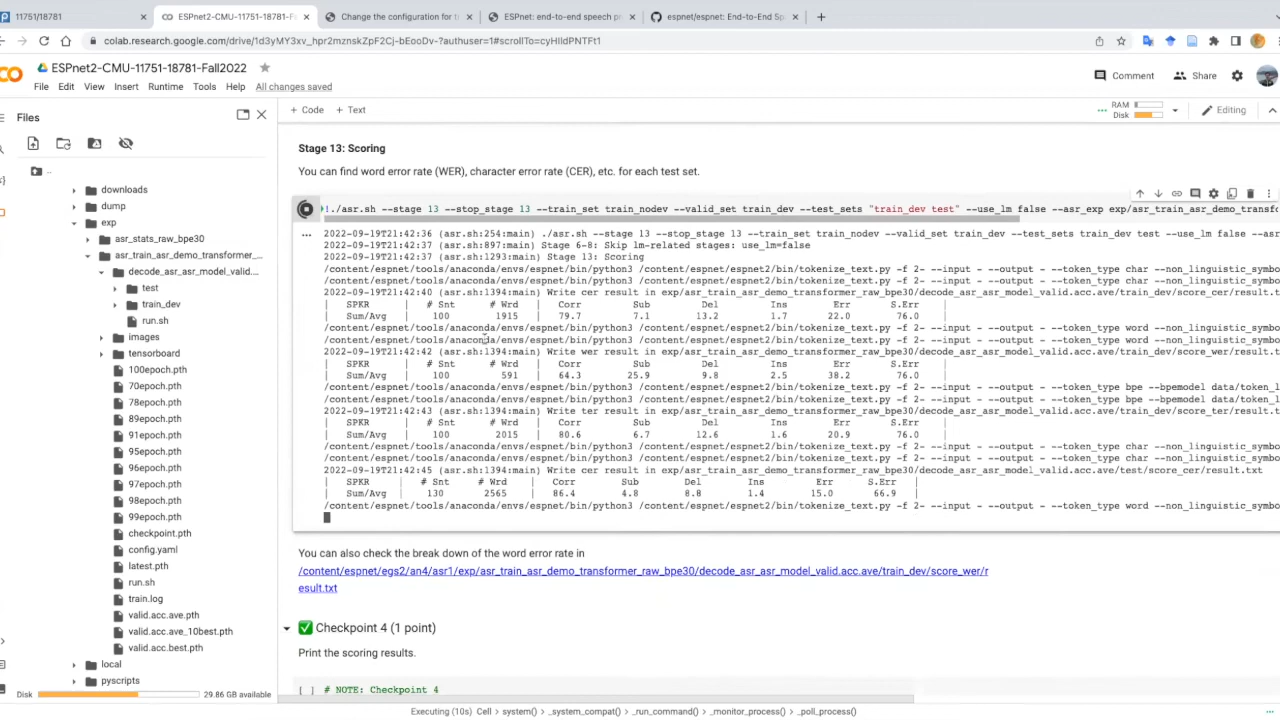 11/751/18781
ESPnet2-CMU-11751-18781-F
Change the configuration for t
ESPnet: end-to-end speech pr
espnet/espnet: End-to-End Sp
colab.research.google.com/drive/1d3yMY3xv_hpr2mznskZpF2Cj-bEooDv-?authuser=1#scrollTo=cyHIldPNTFt1
ESPnet2-CMU-11751-18781-Fall2022
File Edit View Insert Runtime Tools Help All changes saved
Comment Share
Files
+ Code + Text
RAM
Disk
Editing
..
downloads
dump
exp
asr_stats_raw_bpe30
asr_train_asr_demo_transformer_...
decode_asr_asr_model_valid....
test
train_dev
run.sh
images
tensorboard
100epoch.pth
70epoch.pth
78epoch.pth
89epoch.pth
91epoch.pth
95epoch.pth
96epoch.pth
97epoch.pth
98epoch.pth
99epoch.pth
checkpoint.pth
config.yaml
latest.pth
run.sh
train.log
valid.acc.ave.pth
valid.acc.ave_10best.pth
valid.acc.best.pth
local
pyscripts
Disk 29.86 GB available
Stage 13: Scoring
You can find word error rate (WER), character error rate (CER), etc. for each test set.
!./asr.sh --stage 13 --stop_stage 13 --train_set train_nodev --valid_set train_dev --test_sets "train_dev test" --use_lm false --asr_exp exp/asr_train_asr_demo_transfo
2022-09-19T21:42:36 (asr.sh:254:main) ./asr.sh --stage 13 --stop_stage 13 --train_set train_nodev --valid_set train_dev --test_sets train_dev test --use_lm false --asr
2022-09-19T21:42:37 (asr.sh:897:main) Stage 6-8: Skip lm-related stages: use_lm=false
2022-09-19T21:42:37 (asr.sh:1293:main) Stage 13: Scoring
/content/espnet/tools/anaconda/envs/espnet/bin/python3 /content/espnet/espnet2/bin/tokenize_text.py -f 2- --input - --output - --token_type char --non_linguistic_symbo
2022-09-19T21:42:40 (asr.sh:1394:main) Write cer result in exp/asr_train_asr_demo_transformer_raw_bpe30/decode_asr_asr_model_valid.acc.ave/train_dev/score_cer/result.t
| SPKR | # Snt # Wrd | Corr Sub Del Ins Err S.Err |
| Sum/Avg | 100 1915 | 79.7 7.1 13.2 1.7 22.0 76.0 |
/content/espnet/tools/anaconda/envs/espnet/bin/python3 /content/espnet/espnet2/bin/tokenize_text.py -f 2- --input - --output - --token_type word --non_linguistic_symbo
/content/espnet/tools/anaconda/envs/espnet/bin/python3 /content/espnet/espnet2/bin/tokenize_text.py -f 2- --input - --output - --token_type word --non_linguistic_symbo
2022-09-19T21:42:42 (asr.sh:1394:main) Write wer result in exp/asr_train_asr_demo_transformer_raw_bpe30/decode_asr_asr_model_valid.acc.ave/train_dev/score_wer/result.t
| SPKR | # Snt # Wrd | Corr Sub Del Ins Err S.Err |
| Sum/Avg | 100 591 | 64.3 25.9 9.8 2.5 38.2 76.0 |
/content/espnet/tools/anaconda/envs/espnet/bin/python3 /content/espnet/espnet2/bin/tokenize_text.py -f 2- --input - --output - --token_type bpe --bpemodel data/token_l
/content/espnet/tools/anaconda/envs/espnet/bin/python3 /content/espnet/espnet2/bin/tokenize_text.py -f 2- --input - --output - --token_type bpe --bpemodel data/token_l
2022-09-19T21:42:43 (asr.sh:1394:main) Write ter result in exp/asr_train_asr_demo_transformer_raw_bpe30/decode_asr_asr_model_valid.acc.ave/train_dev/score_ter/result.t
| SPKR | # Snt # Wrd | Corr Sub Del Ins Err S.Err |
| Sum/Avg | 100 2015 | 80.6 6.7 12.6 1.6 20.9 76.0 |
/content/espnet/tools/anaconda/envs/espnet/bin/python3 /content/espnet/espnet2/bin/tokenize_text.py -f 2- --input - --output - --token_type char --non_linguistic_symbo
/content/espnet/tools/anaconda/envs/espnet/bin/python3 /content/espnet/espnet2/bin/tokenize_text.py -f 2- --input - --output - --token_type char --non_linguistic_symbo
2022-09-19T21:42:45 (asr.sh:1394:main) Write cer result in exp/asr_train_asr_demo_transformer_raw_bpe30/decode_asr_asr_model_valid.acc.ave/test/score_cer/result.txt
| SPKR | # Snt # Wrd | Corr Sub Del Ins Err S.Err |
| Sum/Avg | 130 2565 | 86.4 4.8 8.8 1.4 15.0 66.9 |
/content/espnet/tools/anaconda/envs/espnet/bin/python3 /content/espnet/espnet2/bin/tokenize_text.py -f 2- --input - --output - --token_type word --non_linguistic_symbo
You can also check the break down of the word error rate in
/content/espnet/egs2/an4/asr1/exp/asr_train_asr_demo_transformer_raw_bpe30/decode_asr_asr_model_valid.acc.ave/train_dev/score_wer/r
esult.txt
✅ Checkpoint 4 (1 point)
Print the scoring results.
[ ] # NOTE: Checkpoint 4
Executing (10s) Cell > system() > _system_compat() > _run_command() > _monitor_process() > _poll_process()